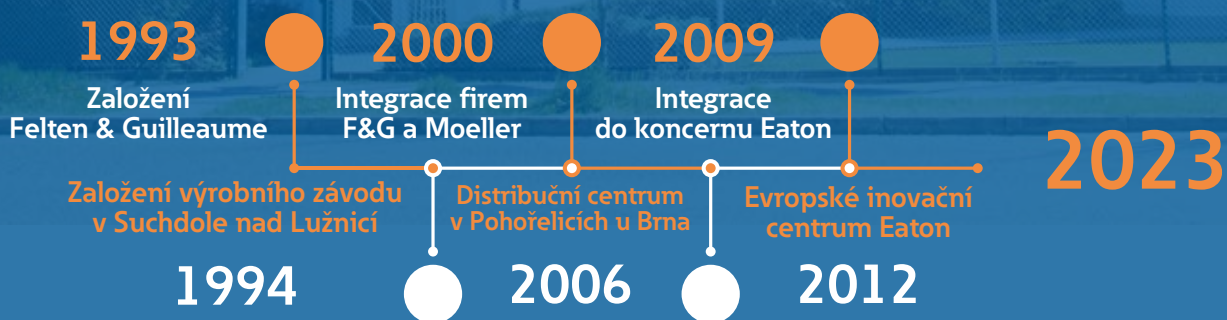 1993
Založení
Felten & Guilleaume
2000
Integrace firem
F&G a Moeller
2009
Integrace
do koncernu Eaton
2023
Založení výrobního závodu
v Suchdole nad Lužnicí
1994
Distribuční centrum
v Pohořelicích u Brna
2006
Evropské inovační
centrum Eaton
2012